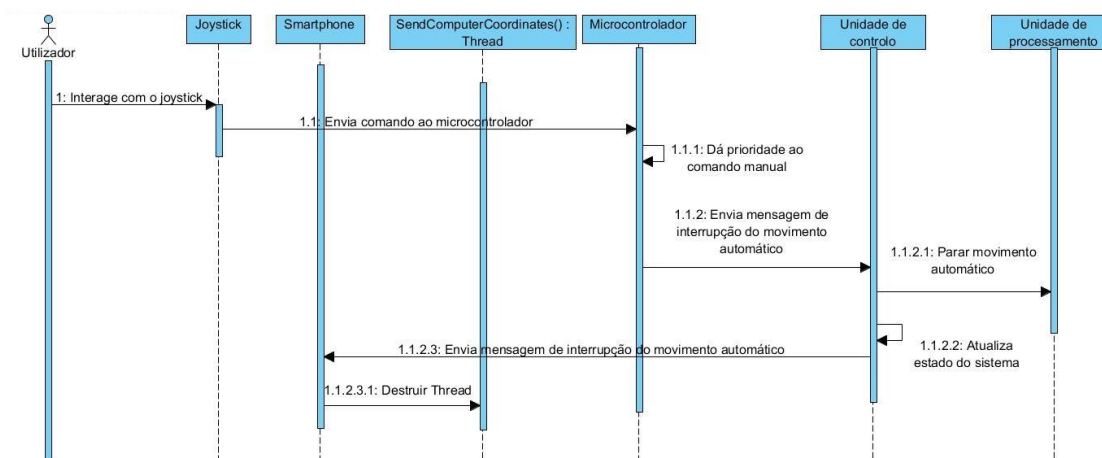 Joystick
Smartphone
SendComputerCoordinates() :
Thread
Microcontrolador
Unidade de
controlo
Unidade de
processamento
Utilizador
1: Interage com o joystick
1.1: Envia comando ao microcontrolador
1.1.1: Dá prioridade ao
comando manual
1.1.2: Envia mensagem de
interrupção do movimento
automático
1.1.2.1: Parar movimento
automático
1.1.2.2: Atualiza
estado do sistema
1.1.2.3: Envia mensagem de interrupção do movimento automático
1.1.2.3.1: Destruir Thread